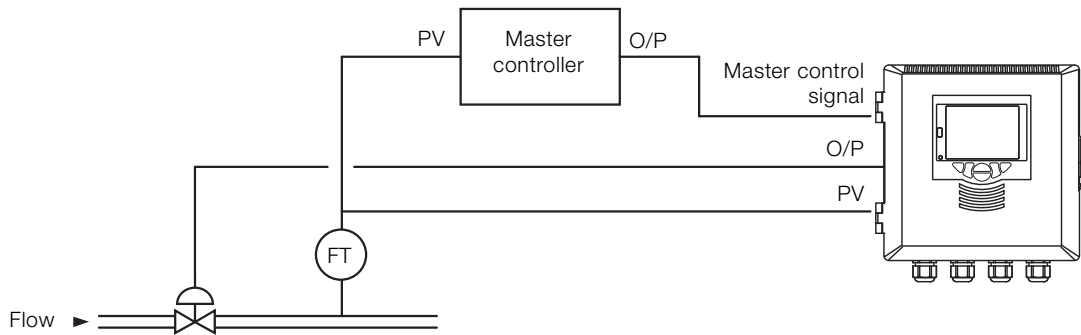 PV
Master
controller
O/P
Master control
signal
O/P
PV
FT
Flow